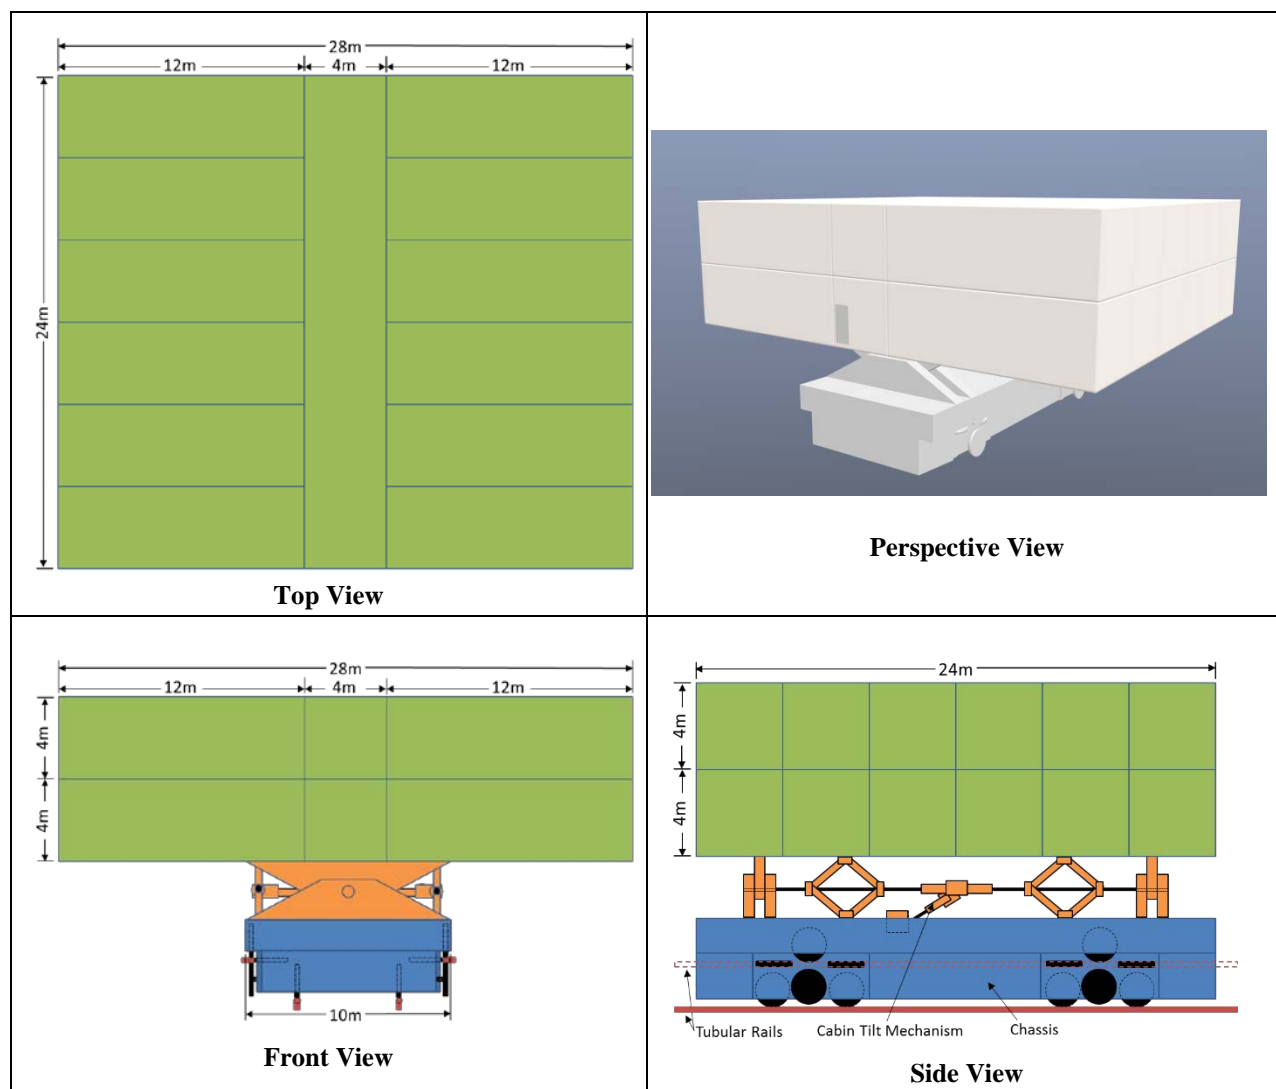 28m
12m 4m 12m
24m
Top View
Perspective View
28m
12m 4m 12m
4m
4m
10m
Front View
24m
4m
4m
Tubular Rails Cabin Tilt Mechanism Chassis
Side View